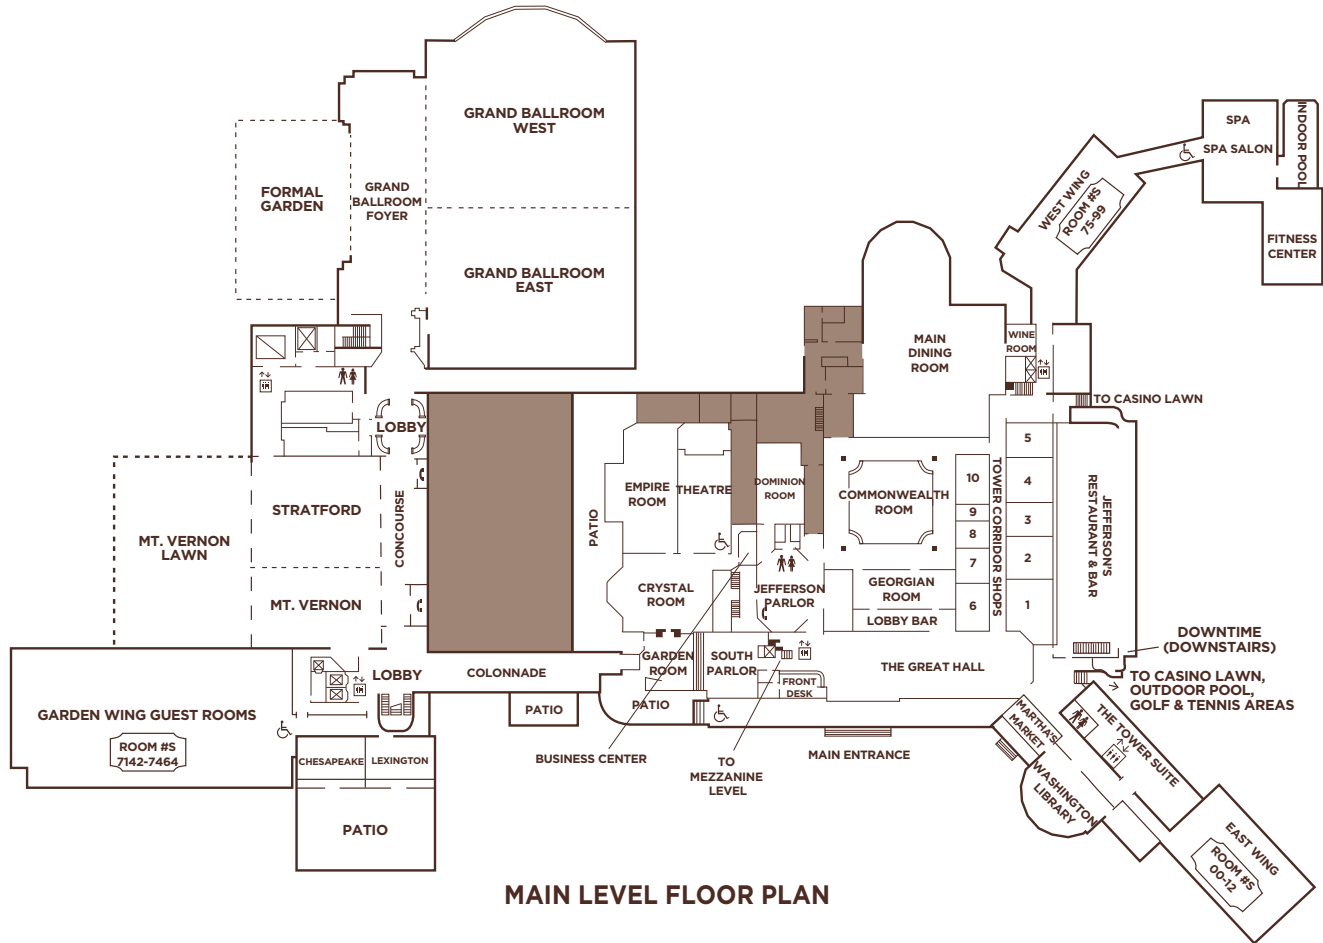 GRAND BALLROOM
WEST
FORMAL
GARDEN
GRAND
BALLROOM
FOYER
GRAND BALLROOM
EAST
SPA
SPA SALON
INDOOR POOL
FITNESS
CENTER
WEST WING
ROOM #S
75-99
MAIN
DINING
ROOM
WINE
ROOM
TO CASINO LAWN
LOBBY
CONCOURSE
STRATFORD
MT. VERNON
LAWN
MT. VERNON
PATIO
EMPIRE
ROOM
THEATRE
DOMINION
ROOM
COMMONWEALTH
ROOM
10
9
8
7
6
TOWER CORRIDOR SHOPS
5
4
3
2
1
JEFFERSON'S
RESTAURANT & BAR
CRYSTAL
ROOM
JEFFERSON
PARLOR
GEORGIAN
ROOM
LOBBY BAR
DOWNTIME
(DOWNSTAIRS)
LOBBY
COLONNADE
GARDEN
ROOM
SOUTH
PARLOR
THE GREAT HALL
FRONT
DESK
TO CASINO LAWN,
OUTDOOR POOL,
GOLF & TENNIS AREAS
GARDEN WING GUEST ROOMS
ROOM #S
7142-7464
PATIO
PATIO
MARTHA'S
MARKET
THE TOWER SUITE
CHESAPEAKE
LEXINGTON
BUSINESS CENTER
TO
MEZZANINE
LEVEL
MAIN ENTRANCE
WASHINGTON
LIBRARY
PATIO
EAST WING
ROOM #S
00-12
MAIN LEVEL FLOOR PLAN